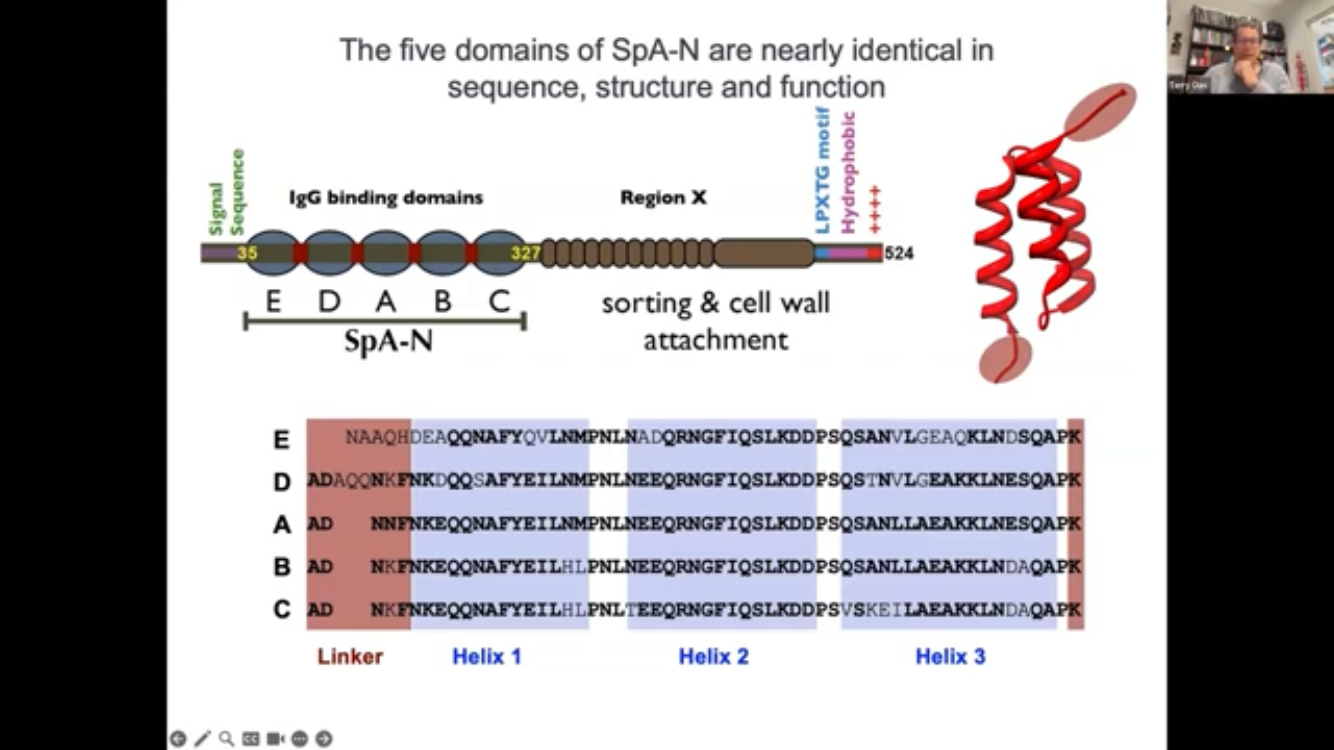 The five domains of SpA-N are nearly identical in
sequence, structure and function
Signal
Sequence
IgG binding domains
Region X
LPXTG motif
Hydrophobic
++++
35
327
524
E D A B C
SpA-N
sorting & cell wall
attachment
E NAAQHDEAQQNAFYQVLNMPNLNADQRNGFIQSLKDDPSQSANVLGEAQKLNDSQAPK
D ADAQQNKFNKDQQSAFYEILNMPNLNEEQRNGFIQSLKDDPSQSTNVLGEAKKLNESQAPK
A AD NNFNKEQQNAFYEILNMPNLNEEQRNGFIQSLKDDPSQSANLLAEAKKLNESQAPK
B AD NKFNKEQQNAFYEILHLPNLNEEQRNGFIQSLKDDPSQSANLLAEAKKLNDAQAPK
C AD NKFNKEQQNAFYEILHLPNLTEEQRNGFIQSLKDDPSVSKEILAEAKKLNDAQAPK
Linker Helix 1 Helix 2 Helix 3